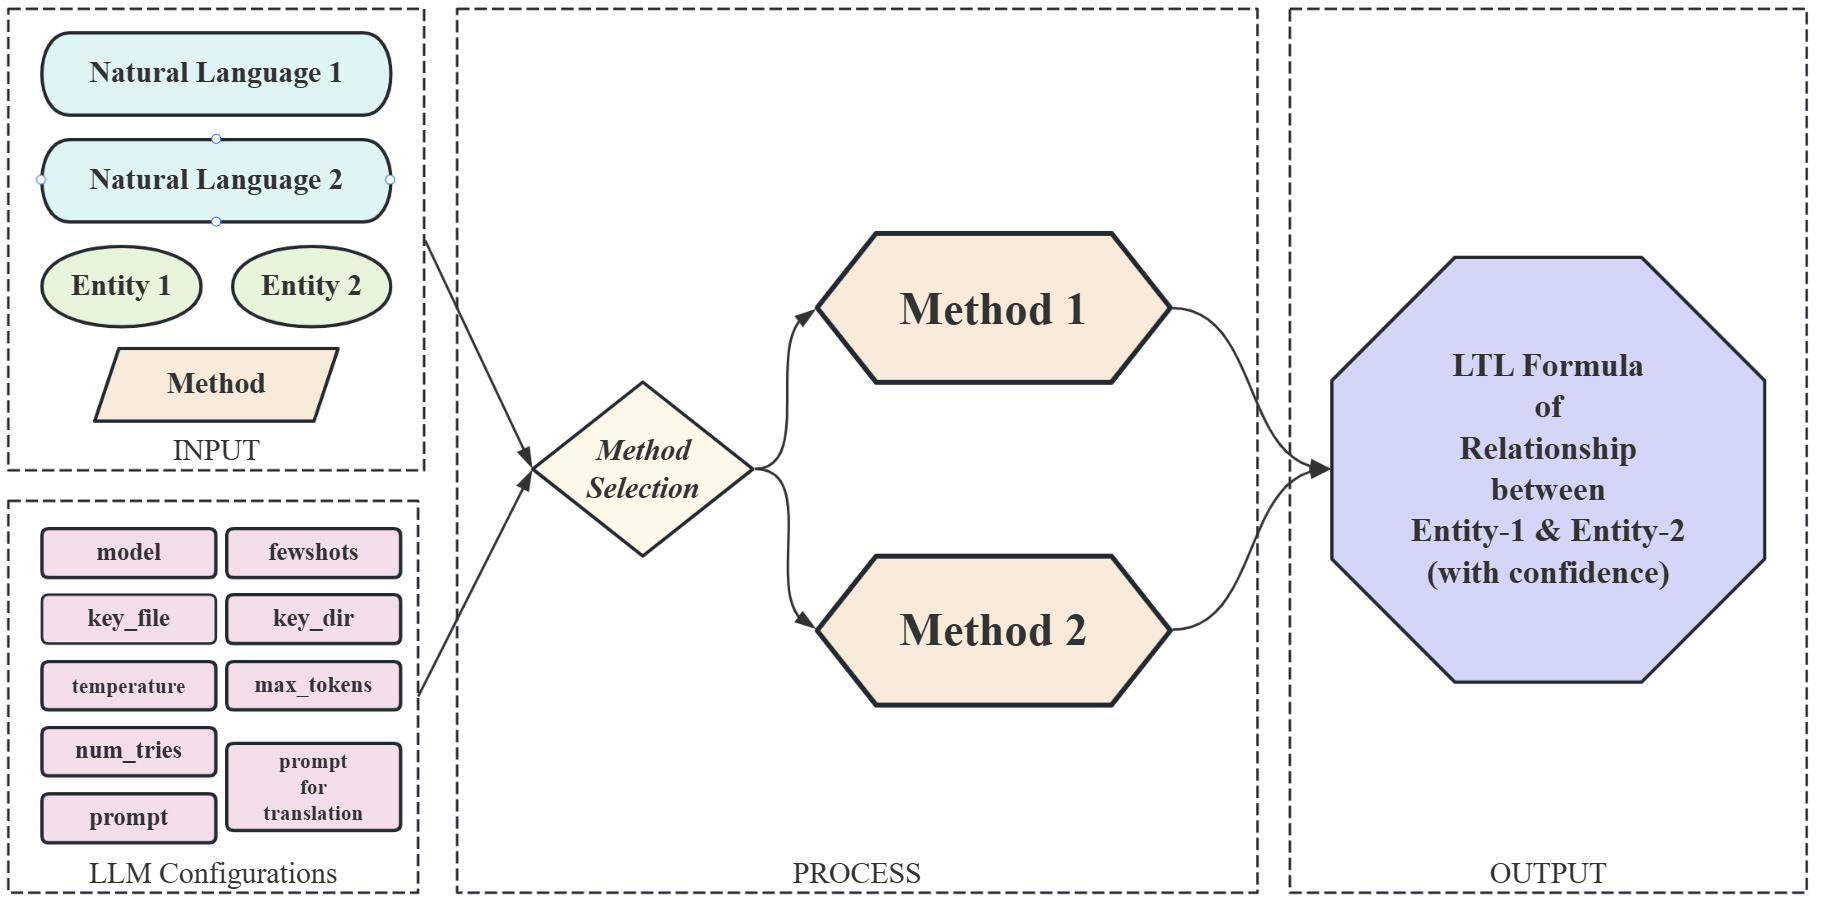 Natural Language 1
Natural Language 2
Entity 1
Entity 2
Method
INPUT
model
fewshots
key_file
key_dir
temperature
max_tokens
num_tries
prompt
for
translation
prompt
LLM Configurations
Method
Selection
Method 1
Method 2
PROCESS
LTL Formula
of
Relationship
between
Entity-1 & Entity-2
(with confidence)
OUTPUT